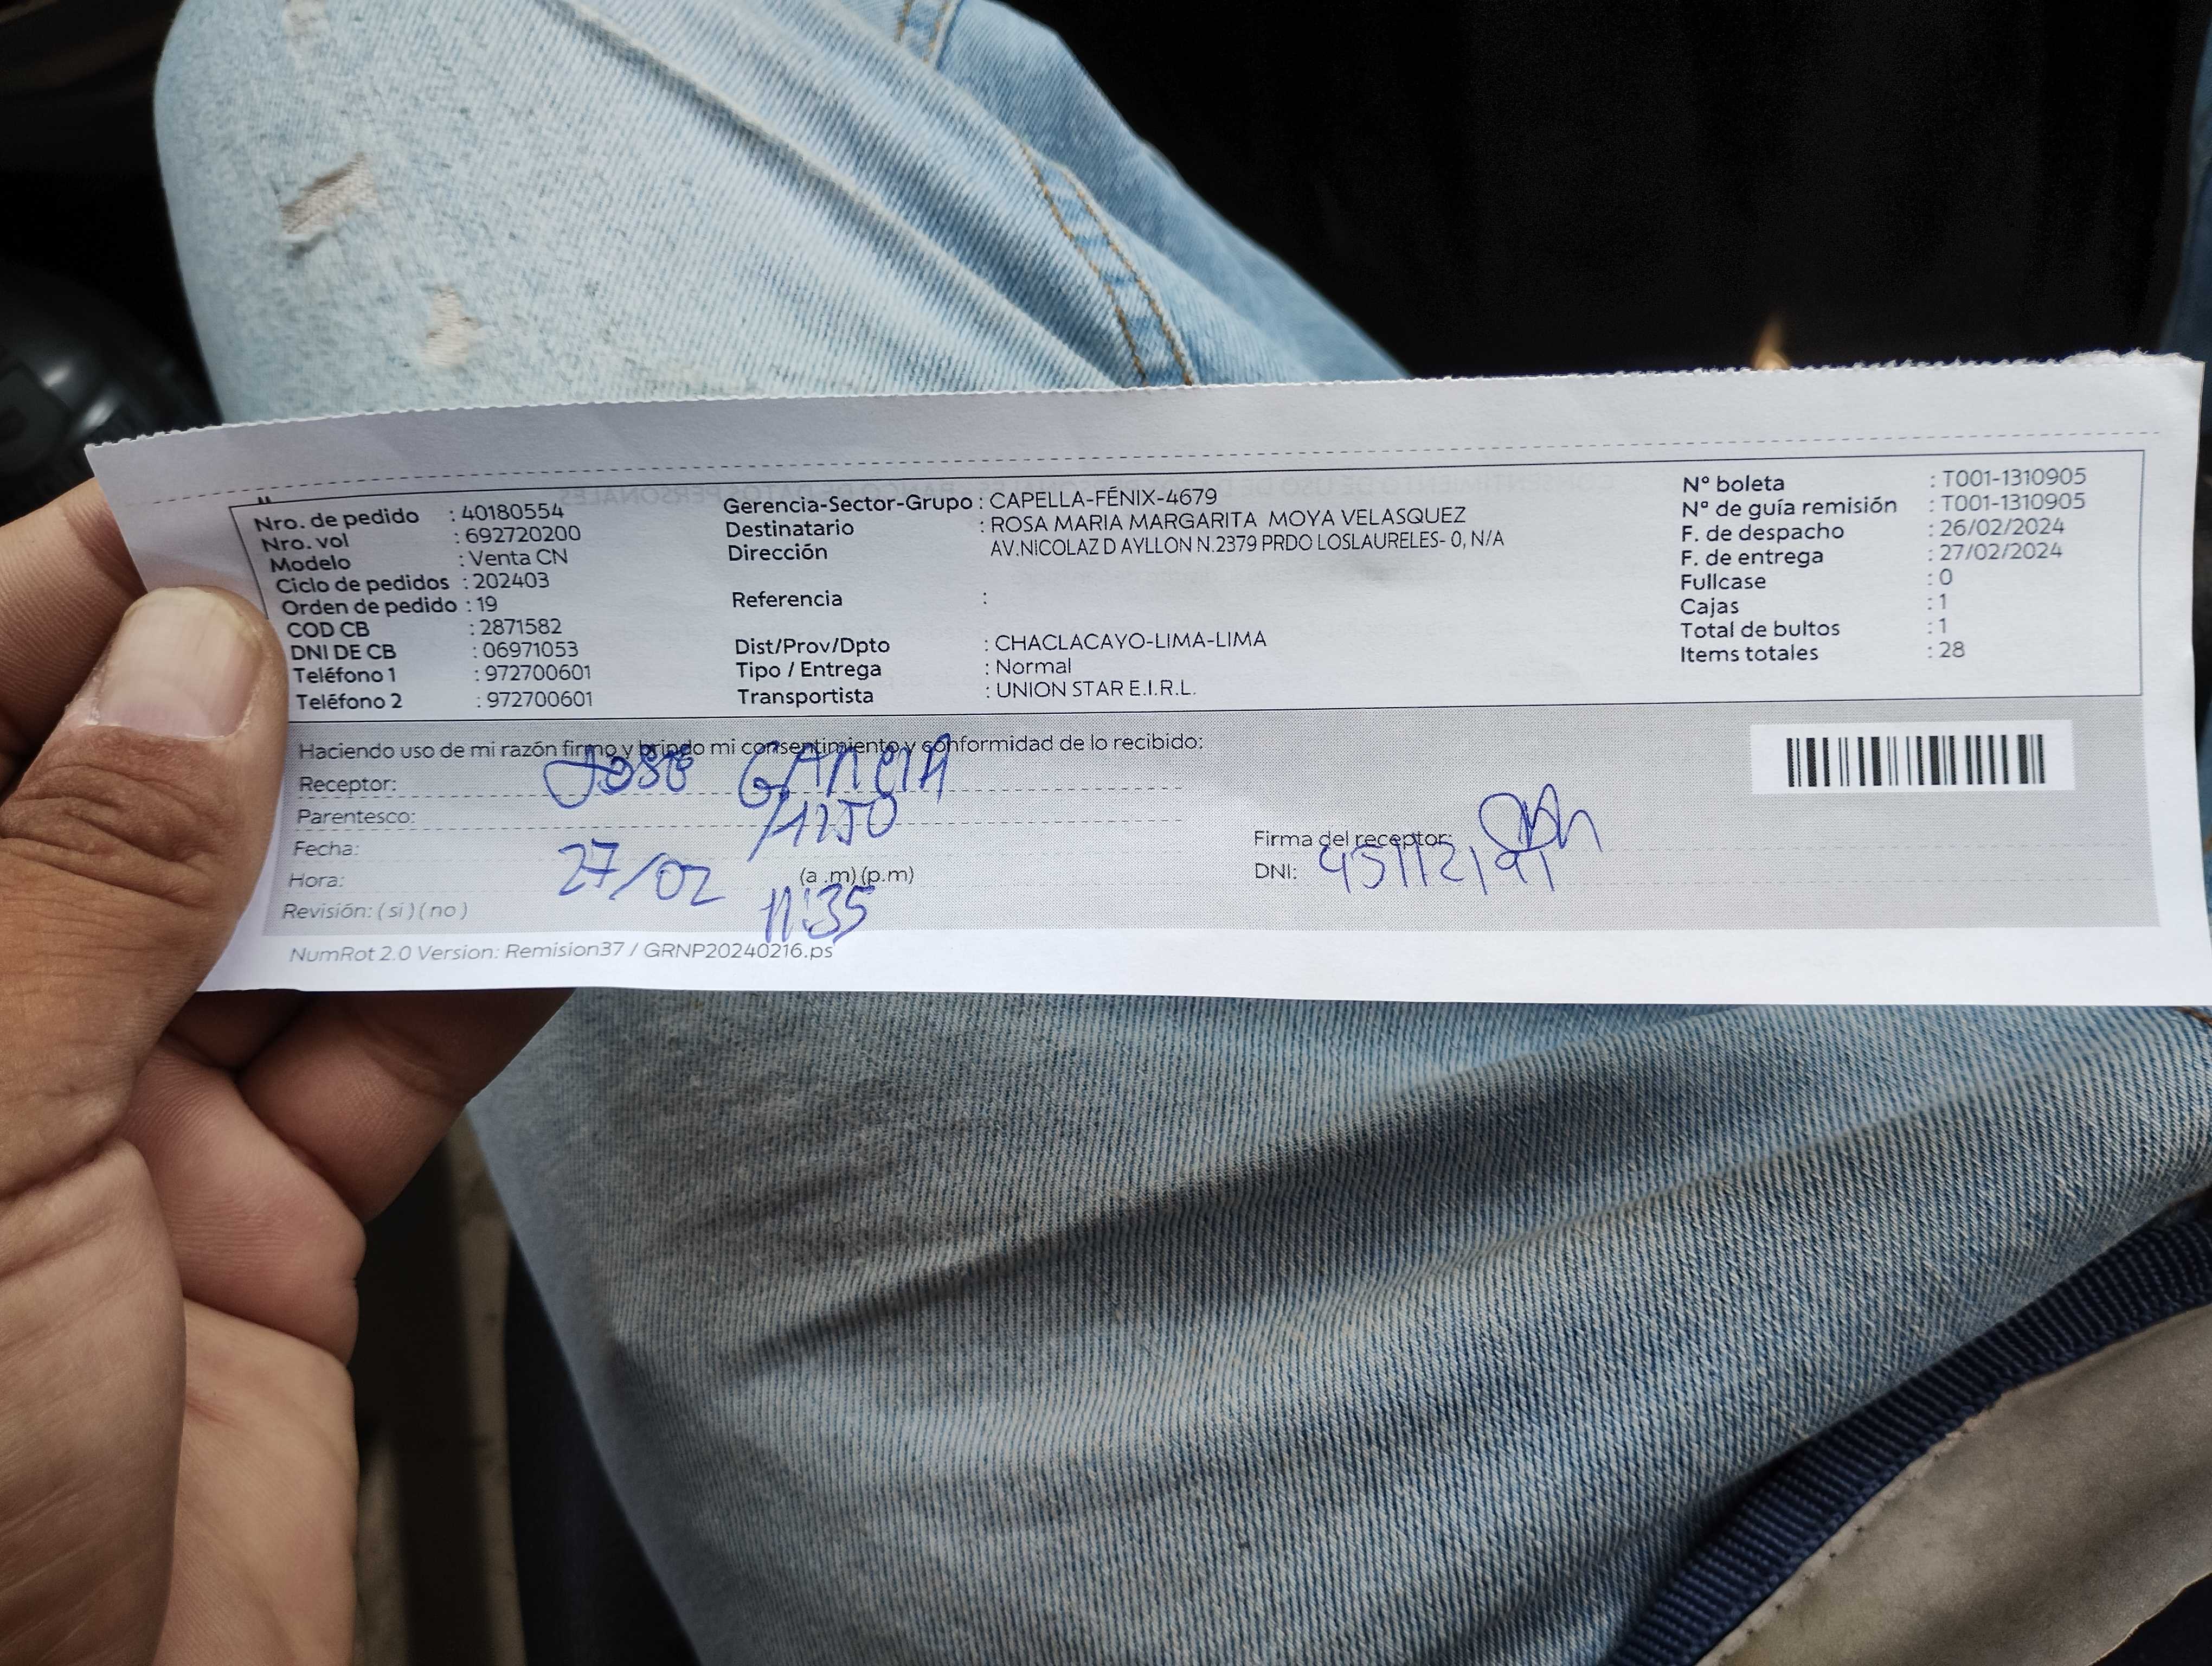 Nro. de pedido : 40180554
Nro. vol : 692720200
Modelo : Venta CN
Ciclo de pedidos : 202403
Orden de pedido : 19
COD CB : 2871582
DNI DE CB : 06971053
Teléfono 1 : 972700601
Teléfono 2 : 972700601
Gerencia-Sector-Grupo : CAPELLA-FÉNIX-4679
Destinatario : ROSA MARIA MARGARITA MOYA VELASQUEZ
Dirección AV.NICOLAZ D AYLLON N.2379 PRDO LOSLAURELES- 0, N/A
Referencia :
Dist/Prov/Dpto : CHACLACAYO-LIMA-LIMA
Tipo / Entrega : Normal
Transportista : UNION STAR E.I.R.L.
Nº boleta : T001-1310905
Nº de guía remisión : T001-1310905
F. de despacho : 26/02/2024
F. de entrega : 27/02/2024
Fullcase : 0
Cajas : 1
Total de bultos : 1
Items totales : 28
Haciendo uso de mi razón firmo y brindo mi consentimiento y conformidad de lo recibido:
Receptor: JOSE GARCIA
Parentesco:
Fecha: 27/02
Hora: (a .m) (p.m) 11:35
Revisión: ( si ) ( no )
Firma del receptor:
DNI: 45112191
NumRot 2.0 Version: Remision37 / GRNP20240216.ps